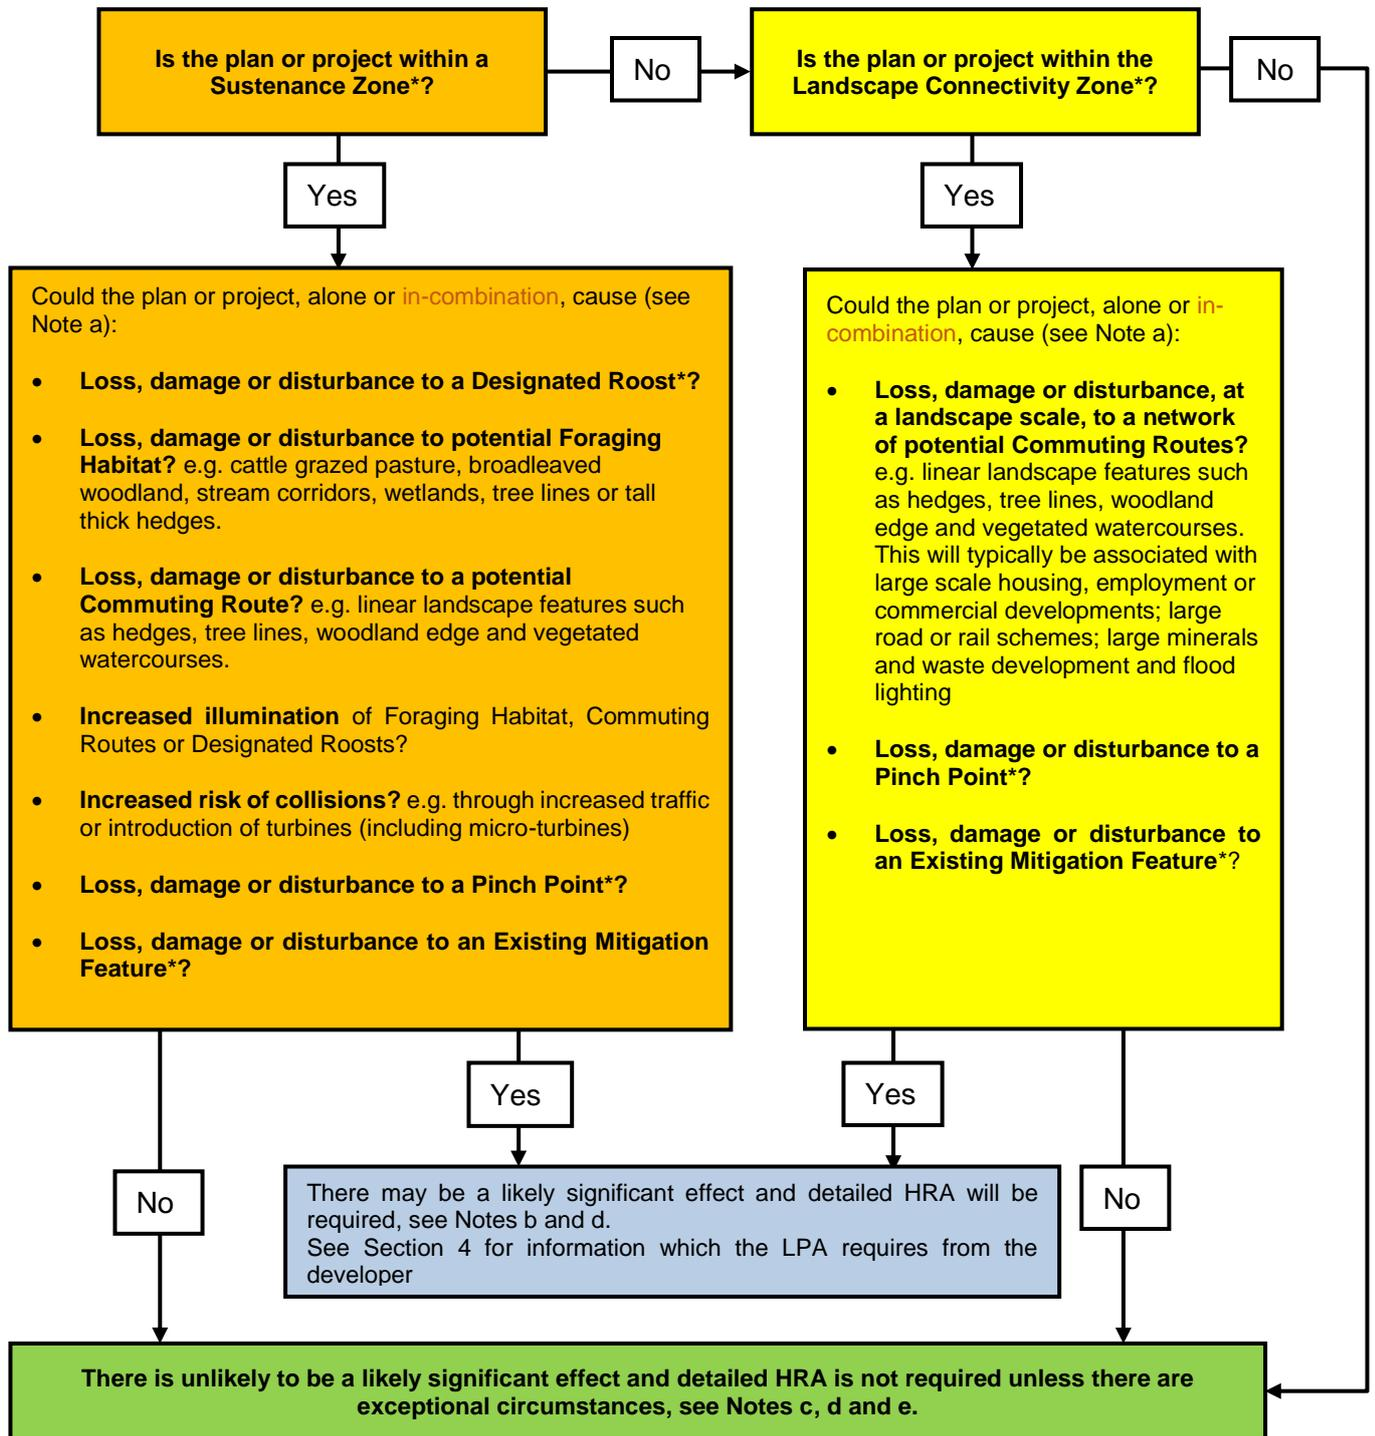 Is the plan or project within a
Sustenance Zone*?
No
Is the plan or project within the
Landscape Connectivity Zone*?
No
Yes
Yes
Could the plan or project, alone or in-combination, cause (see
Note a):
• Loss, damage or disturbance to a Designated Roost*?
• Loss, damage or disturbance to potential Foraging
Habitat? e.g. cattle grazed pasture, broadleaved
woodland, stream corridors, wetlands, tree lines or tall
thick hedges.
• Loss, damage or disturbance to a potential
Commuting Route? e.g. linear landscape features such
as hedges, tree lines, woodland edge and vegetated
watercourses.
• Increased illumination of Foraging Habitat, Commuting
Routes or Designated Roosts?
• Increased risk of collisions? e.g. through increased traffic
or introduction of turbines (including micro-turbines)
• Loss, damage or disturbance to a Pinch Point*?
• Loss, damage or disturbance to an Existing Mitigation
Feature*?
Could the plan or project, alone or in-
combination, cause (see Note a):
• Loss, damage or disturbance, at
a landscape scale, to a network
of potential Commuting Routes?
e.g. linear landscape features such
as hedges, tree lines, woodland
edge and vegetated watercourses.
This will typically be associated with
large scale housing, employment or
commercial developments; large
road or rail schemes; large minerals
and waste development and flood
lighting
• Loss, damage or disturbance to a
Pinch Point*?
• Loss, damage or disturbance to
an Existing Mitigation Feature*?
Yes
Yes
No
No
There may be a likely significant effect and detailed HRA will be
required, see Notes b and d.
See Section 4 for information which the LPA requires from the
developer
There is unlikely to be a likely significant effect and detailed HRA is not required unless there are
exceptional circumstances, see Notes c, d and e.